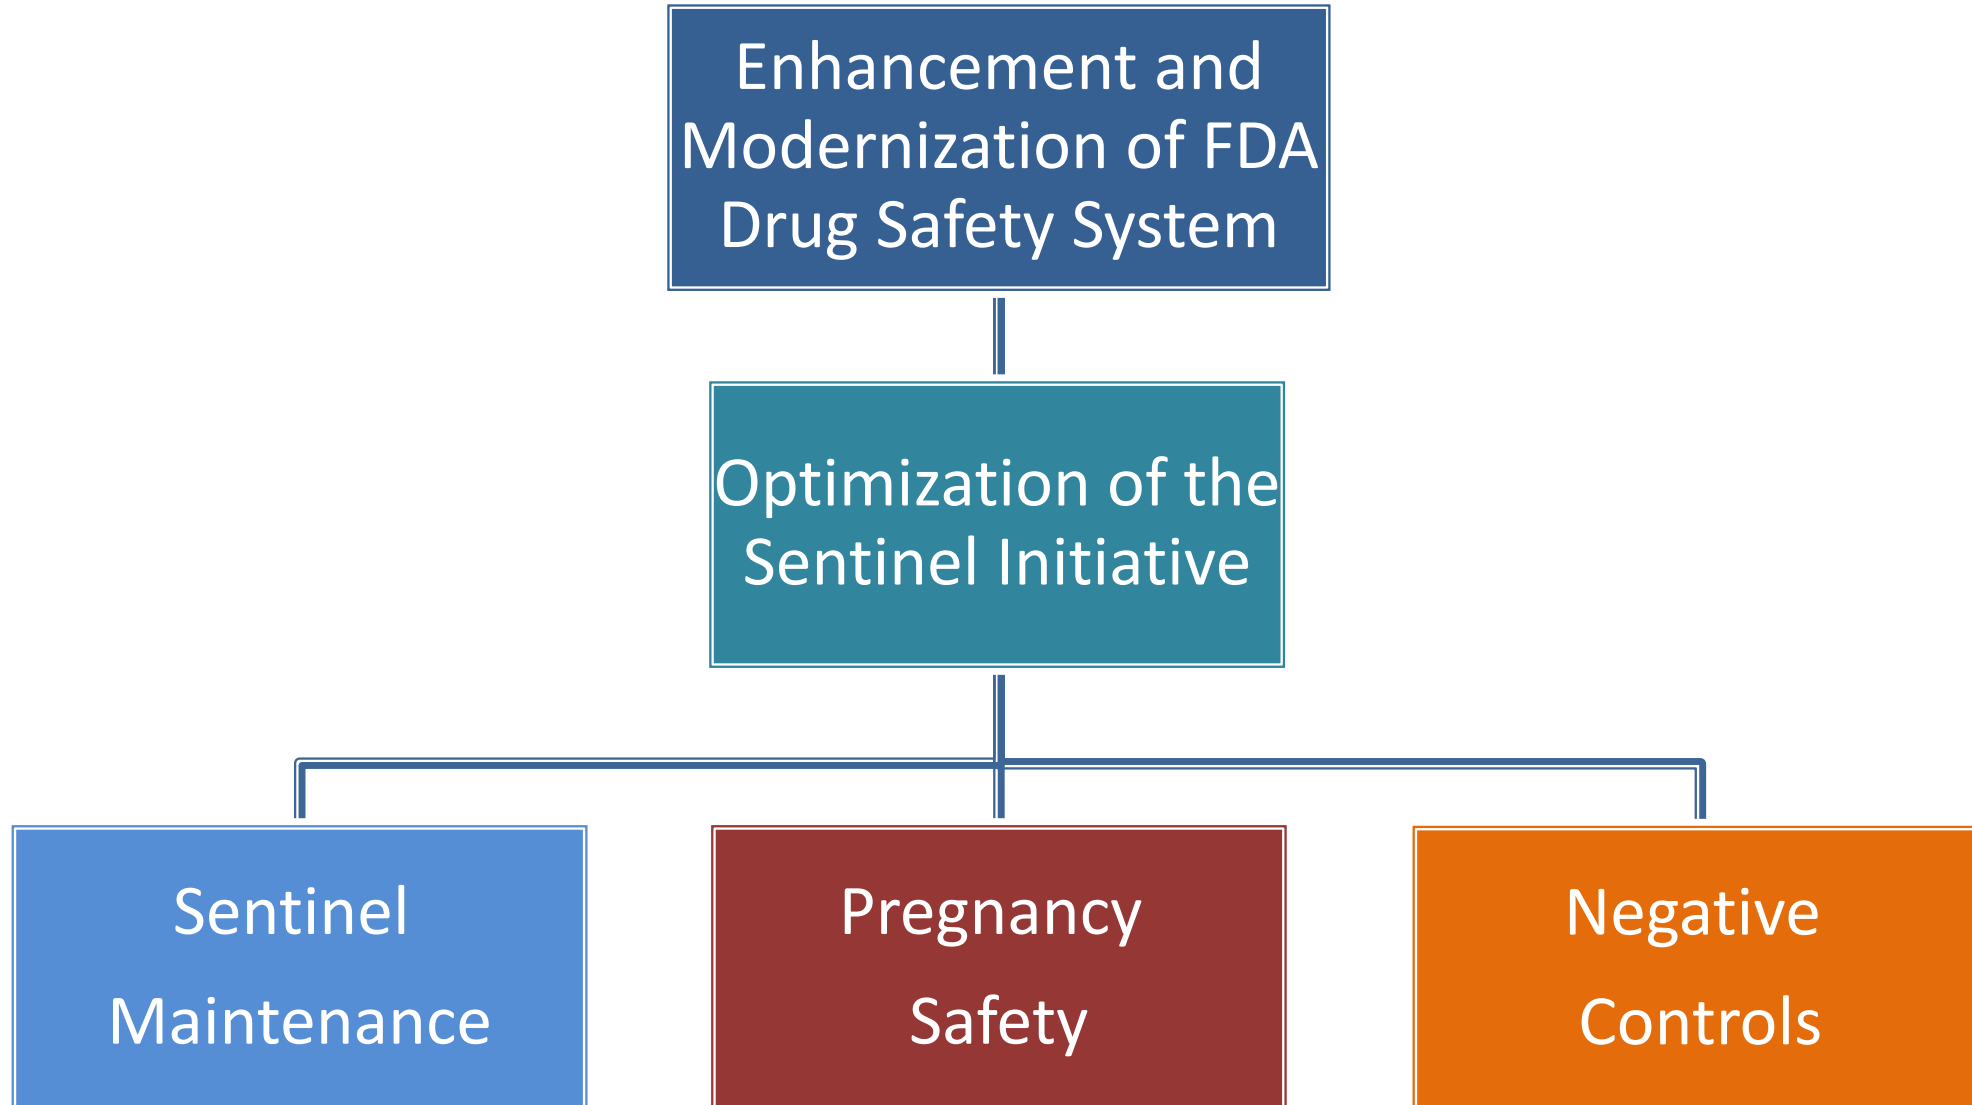 Enhancement and
Modernization of FDA
Drug Safety System
Optimization of the
Sentinel Initiative
Sentinel
Maintenance
Pregnancy
Safety
Negative
Controls